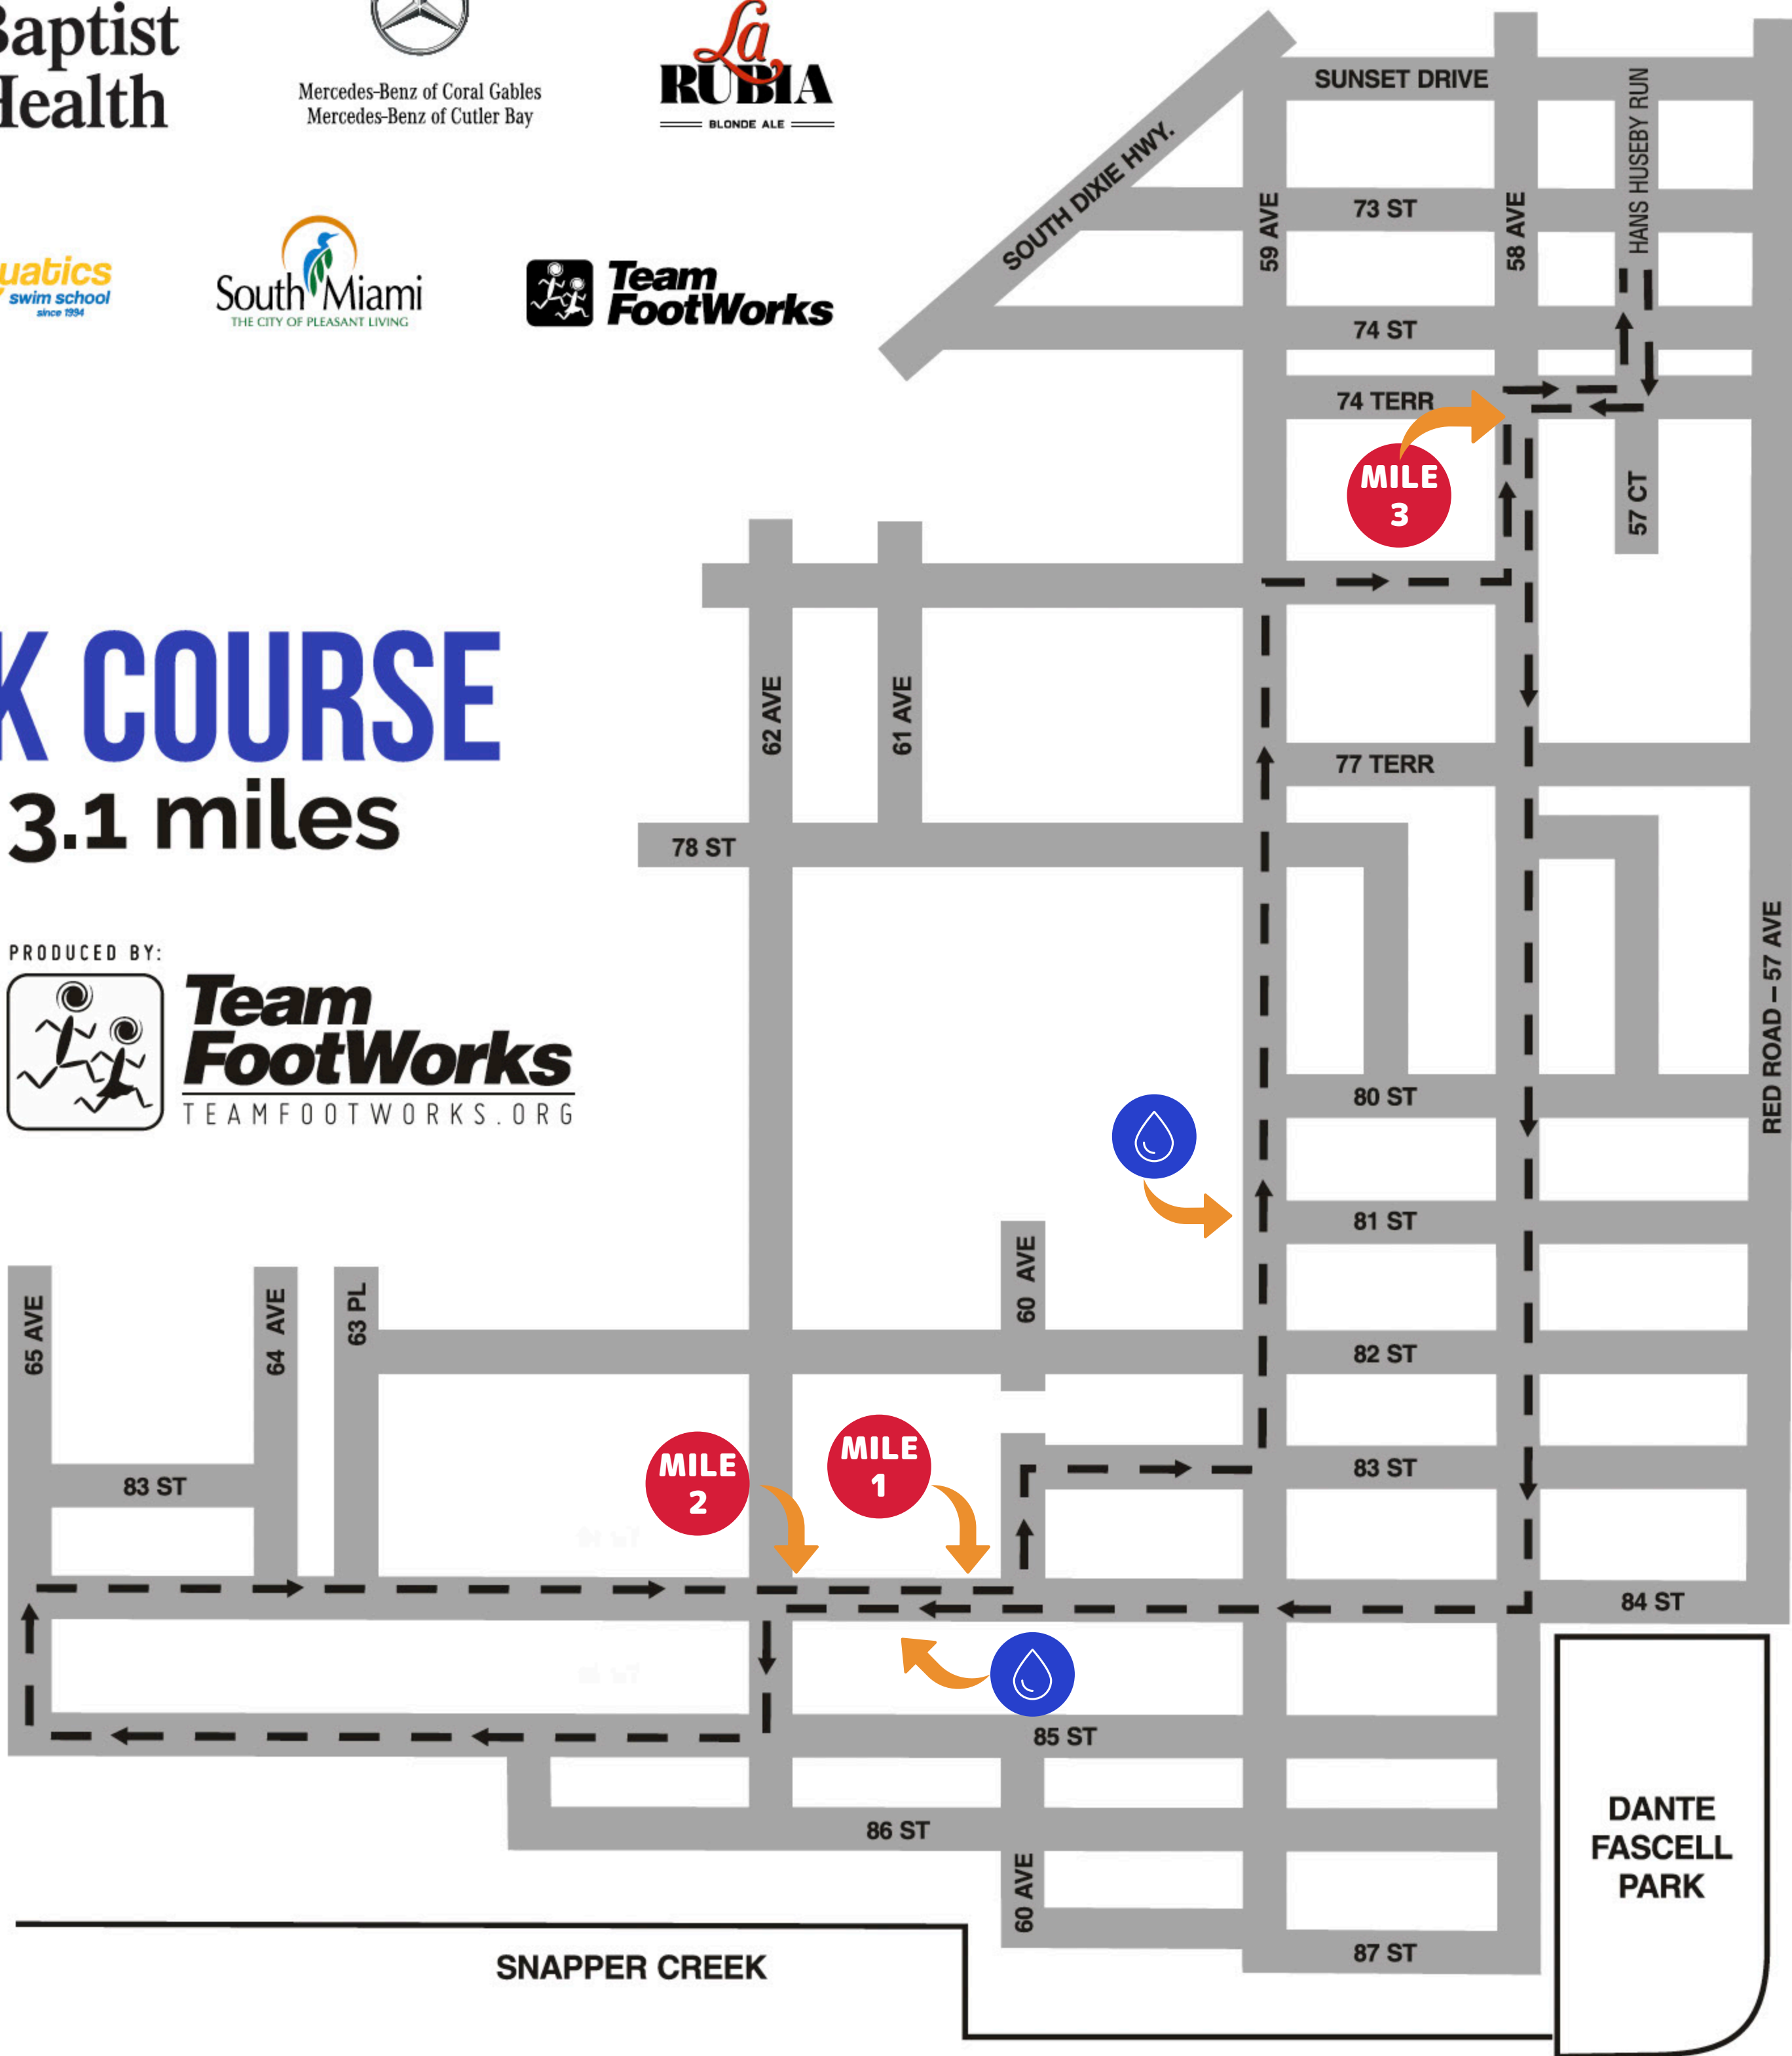 Baptist
Health
Mercedes-Benz of Coral Gables
Mercedes-Benz of Cutler Bay
La
RUBIA
BLONDE ALE
uatics
swim school
since 1994
South Miami
THE CITY OF PLEASANT LIVING
Team
FootWorks
K COURSE
3.1 miles
PRODUCED BY:
Team
FootWorks
TEAMFOOTWORKS.ORG
SUNSET DRIVE
SOUTH DIXIE HWY.
HANS HUSEBY RUN
73 ST
59 AVE
58 AVE
74 ST
74 TERR
MILE
3
57 CT
62 AVE
61 AVE
77 TERR
78 ST
RED ROAD – 57 AVE
80 ST
81 ST
60 AVE
65 AVE
64 AVE
63 PL
82 ST
83 ST
MILE
2
MILE
1
83 ST
84 ST
85 ST
86 ST
60 AVE
87 ST
DANTE
FASCELL
PARK
SNAPPER CREEK